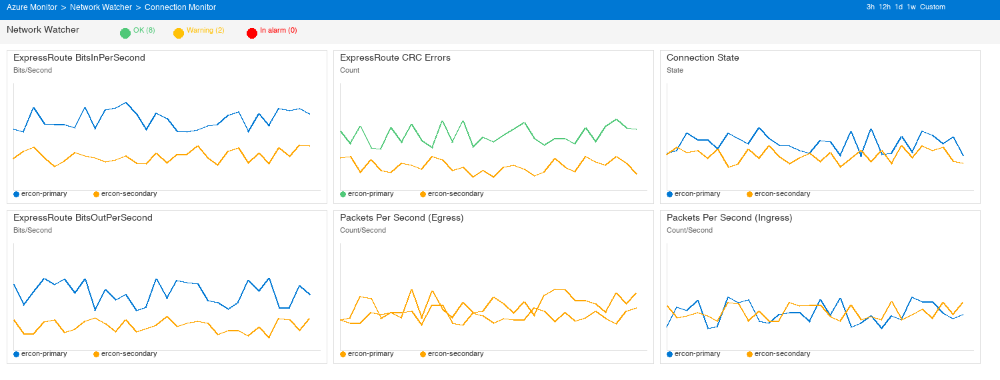 Azure Monitor > Network Watcher > Connection Monitor 3h 12h 1d 1w Custom
Network Watcher OK (8) Warning (2) In alarm (0)
ExpressRoute BitsInPerSecond
Bits/Second
ercon-primary ercon-secondary
ExpressRoute CRC Errors
Count
ercon-primary ercon-secondary
Connection State
State
ercon-primary ercon-secondary
ExpressRoute BitsOutPerSecond
Bits/Second
ercon-primary ercon-secondary
Packets Per Second (Egress)
Count/Second
ercon-primary ercon-secondary
Packets Per Second (Ingress)
Count/Second
ercon-primary ercon-secondary